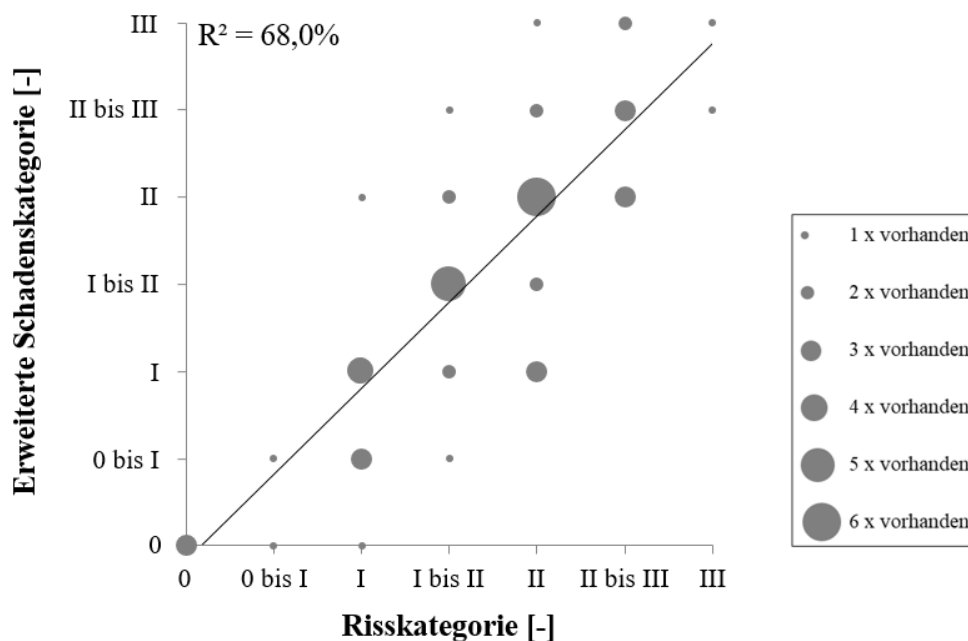 III
R² = 68,0%
II bis III
II
I bis II
I
0 bis I
0
Erweiterte Schadenskategorie [-]
0 0 bis I I I bis II II II bis III III
Risskategorie [-]
1 x vorhanden
2 x vorhanden
3 x vorhanden
4 x vorhanden
5 x vorhanden
6 x vorhanden